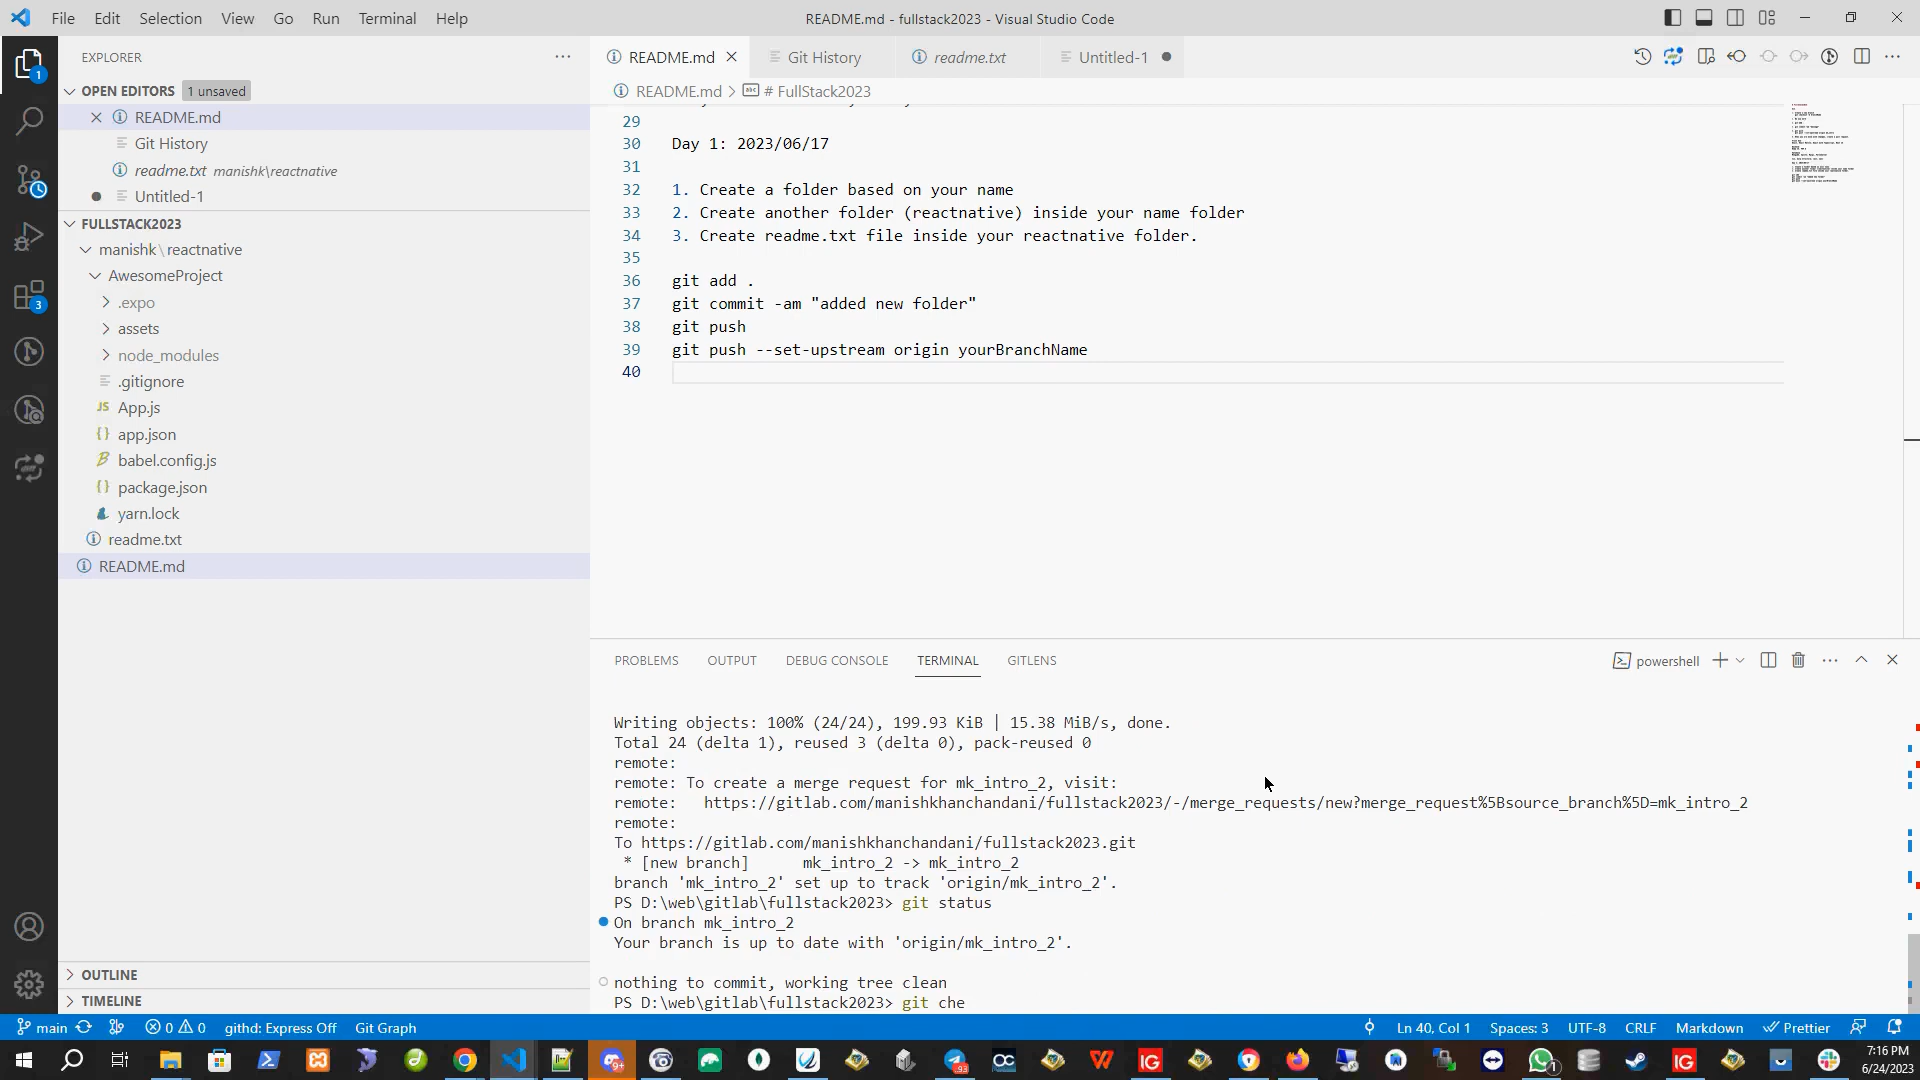 File Edit Selection View Go Run Terminal Help
README.md - fullstack2023 - Visual Studio Code
EXPLORER
OPEN EDITORS 1 unsaved
README.md
Git History
readme.txt manishk\reactnative
Untitled-1
FULLSTACK2023
manishk\reactnative
AwesomeProject
.expo
assets
node_modules
.gitignore
JS App.js
{} app.json
babel.config.js
{} package.json
yarn.lock
readme.txt
README.md
OUTLINE
TIMELINE
1
3
README.md Git History readme.txt Untitled-1
README.md > # FullStack2023
29
30 Day 1: 2023/06/17
31
32 1. Create a folder based on your name
33 2. Create another folder (reactnative) inside your name folder
34 3. Create readme.txt file inside your reactnative folder.
35
36 git add .
37 git commit -am "added new folder"
38 git push
39 git push --set-upstream origin yourBranchName
40
PROBLEMS OUTPUT DEBUG CONSOLE TERMINAL GITLENS
powershell
Writing objects: 100% (24/24), 199.93 KiB | 15.38 MiB/s, done.
Total 24 (delta 1), reused 3 (delta 0), pack-reused 0
remote:
remote: To create a merge request for mk_intro_2, visit:
remote:   https://gitlab.com/manishkhanchandani/fullstack2023/-/merge_requests/new?merge_request%5Bsource_branch%5D=mk_intro_2
remote:
To https://gitlab.com/manishkhanchandani/fullstack2023.git
* [new branch]      mk_intro_2 -> mk_intro_2
branch 'mk_intro_2' set up to track 'origin/mk_intro_2'.
PS D:\web\gitlab\fullstack2023> git status
On branch mk_intro_2
Your branch is up to date with 'origin/mk_intro_2'.
nothing to commit, working tree clean
PS D:\web\gitlab\fullstack2023> git che
main 0 0 githd: Express Off Git Graph
Ln 40, Col 1 Spaces: 3 UTF-8 CRLF Markdown Prettier
7:16 PM
6/24/2023